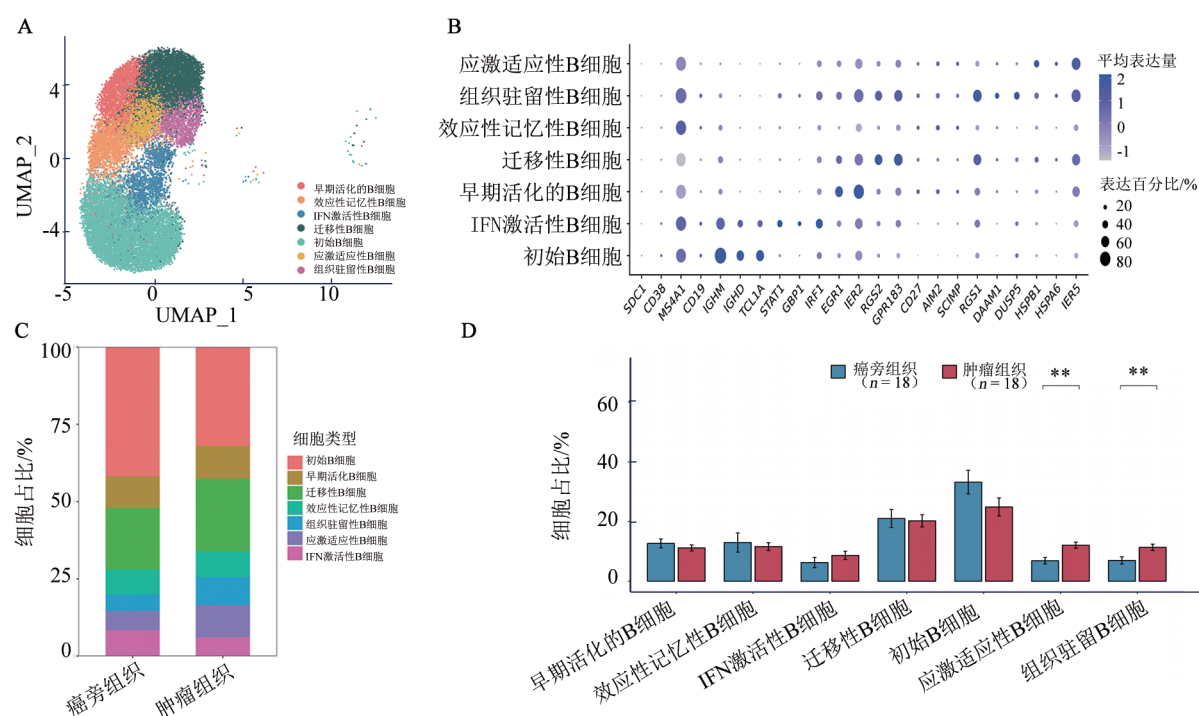 A
UMAP_2
4
0
-4
-5
0
5
10
UMAP_1
早期活化的B细胞
效应性记忆性B细胞
IFN激活性B细胞
迁移性B细胞
初始B细胞
应激适应性B细胞
组织驻留性B细胞
B
应激适应性B细胞
组织驻留性B细胞
效应性记忆性B细胞
迁移性B细胞
早期活化的B细胞
IFN激活性B细胞
初始B细胞
SDC1
CD38
MS4A1
CD19
IGHM
IGHD
TCL1A
STAT1
GBP1
IRF1
EGR1
IER2
RGS2
GPR183
CD27
AIM2
SCIMP
RGS1
DAAM1
DUSP5
HSPB1
HSPA6
IER5
平均表达量
2
1
0
-1
表达百分比/%
20
40
60
80
C
细胞占比/%
100
75
50
25
0
癌旁组织
肿瘤组织
细胞类型
初始B细胞
早期活化B细胞
迁移性B细胞
效应性记忆性B细胞
组织驻留性B细胞
应激适应性B细胞
IFN激活性B细胞
D
癌旁组织
(n = 18)
肿瘤组织
(n = 18)
**
**
细胞占比/%
60
40
20
0
早期活化的B细胞
效应性记忆性B细胞
IFN激活性B细胞
迁移性B细胞
初始B细胞
应激适应性B细胞
组织驻留B细胞